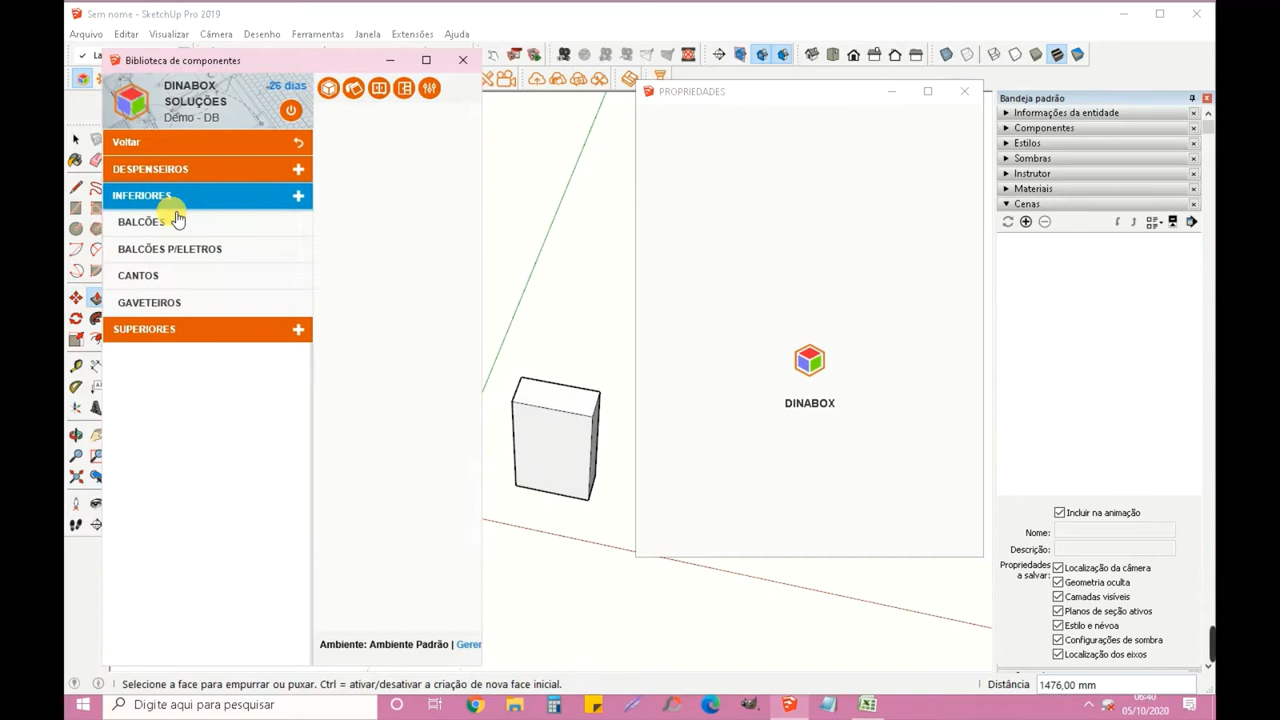 Sem nome - SketchUp Pro 2019
Arquivo Editar Visualizar Câmera Desenho Ferramentas Janela Extensões Ajuda
La
Biblioteca de componentes
DINABOX
SOLUÇÕES
Demo - DB
26 dias
Voltar
DESPENSEIROS
INFERIORES
BALCÕES
BALCÕES P/ELETROS
CANTOS
GAVETEIROS
SUPERIORES
Ambiente: Ambiente Padrão | Geren
PROPRIEDADES
DINABOX
Bandeja padrão
Informações da entidade
Componentes
Estilos
Sombras
Instrutor
Materiais
Cenas
Incluir na animação
Nome:
Descrição:
Propriedades
a salvar:
Localização da câmera
Geometria oculta
Camadas visíveis
Planos de seção ativos
Estilo e névoa
Configurações de sombra
Localização dos eixos
Selecione a face para empurrar ou puxar. Ctrl = ativar/desativar a criação de nova face inicial.
Distância 1476,00 mm
Digite aqui para pesquisar
06:40
05/10/2020